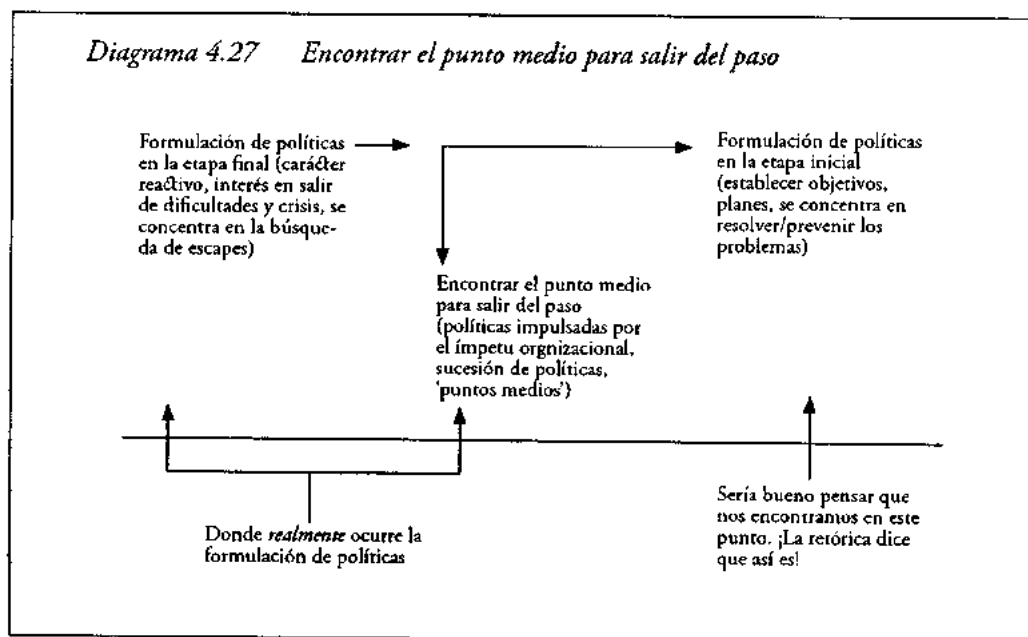 Diagrama 4.27 Encontrar el punto medio para salir del paso
Formulación de políticas
en la etapa final (carácter
reactivo, interés en salir
de dificultades y crisis, se
concentra en la búsque-
da de escapes)
Formulación de políticas
en la etapa inicial
(establecer objetivos,
planes, se concentra en
resolver/prevenir los
problemas)
Encontrar el punto medio
para salir del paso
(políticas impulsadas por
el ímpetu orgnizacional,
sucesión de políticas,
'puntos medios')
Donde realmente ocurre la
formulación de políticas
Sería bueno pensar que
nos encontramos en este
punto. ¡La retórica dice
que así es!